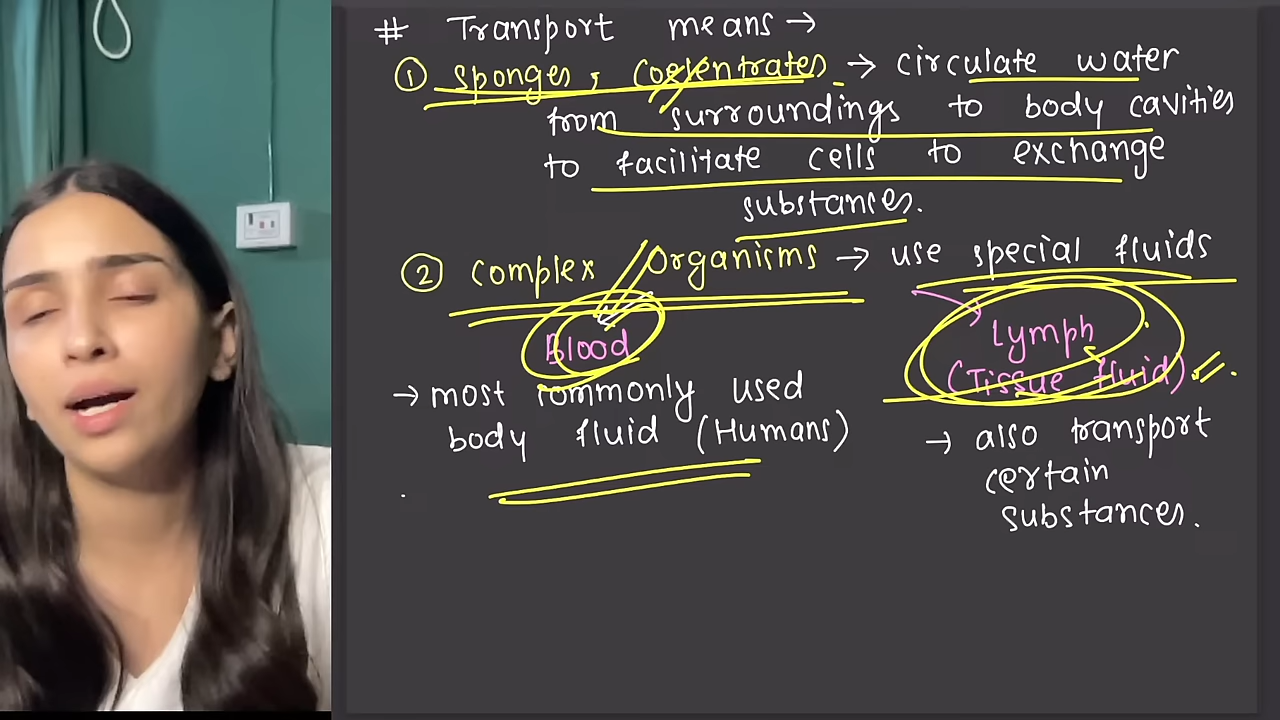 # Transport means →
① Sponges, Coelentrates → circulate water
from surroundings to body cavities
to facilitate cells to exchange
substances.
② Complex Organisms → use special fluids
Blood
Lymph
(Tissue fluid)
→ most commonly used
body fluid (Humans)
→ also transport
certain
substances.